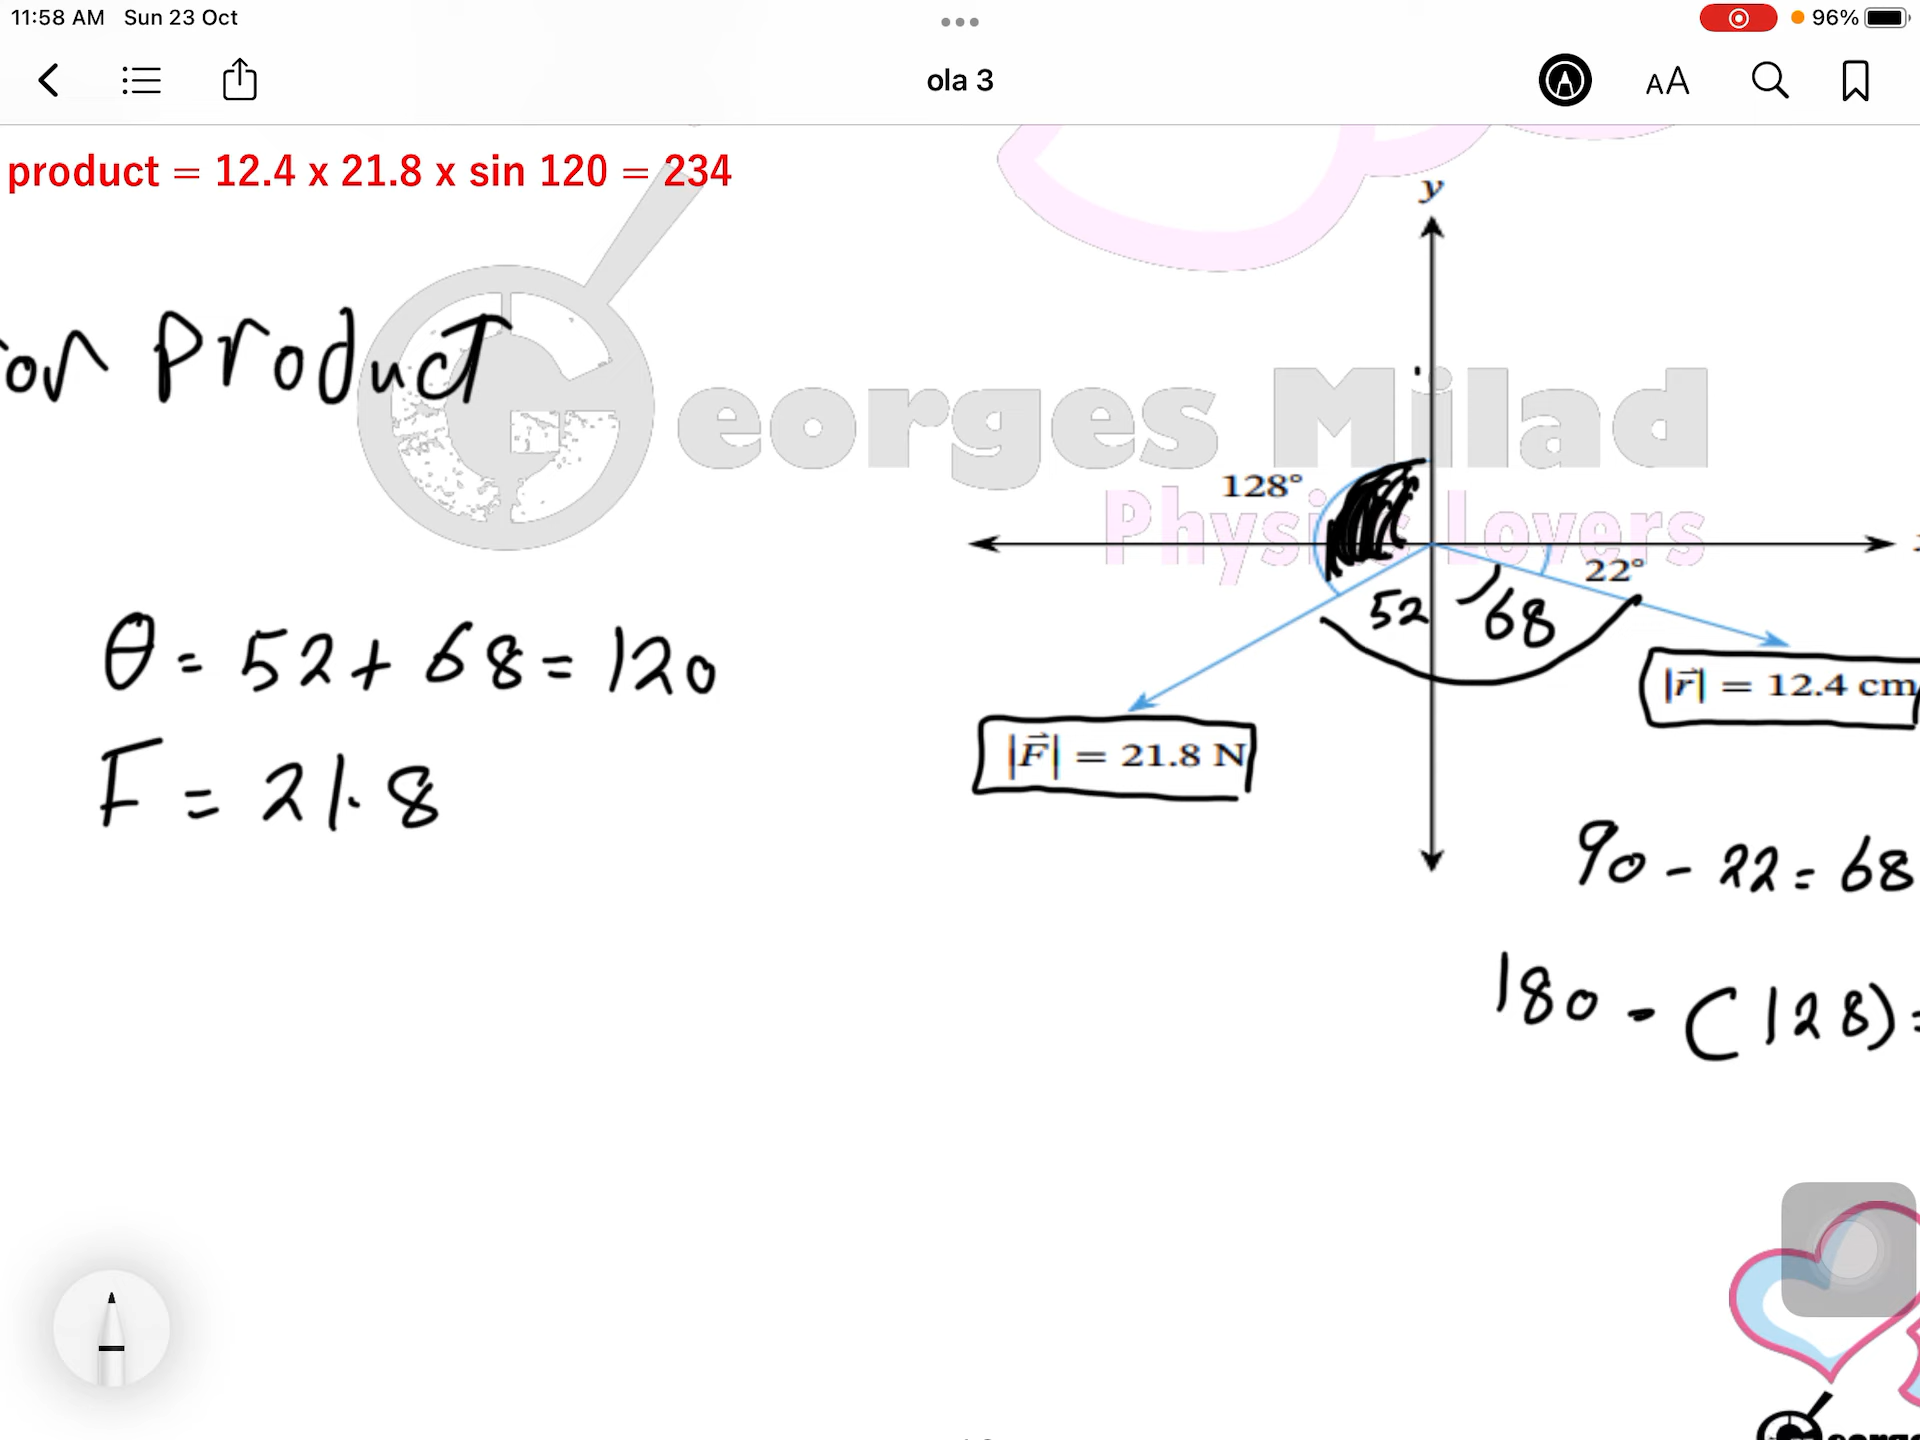 11:58 AM Sun 23 Oct
96%
ola 3
AA
product = 12.4 x 21.8 x sin 120 = 234
y
or Product
Georges Milad
Physics Lovers
128°
22°
52
68
θ = 52 + 68 = 120
|r⃗| = 12.4 cm
F = 21.8
|F⃗| = 21.8 N
90 - 22 = 68
180 - (128) =